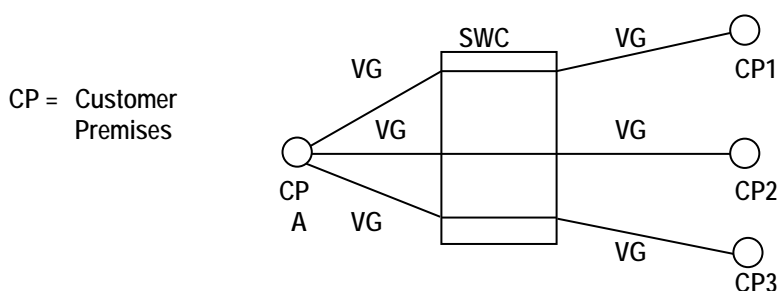 SWC
VG
VG
CP1
CP = Customer
Premises
VG
VG
CP
A
CP2
VG
VG
CP3